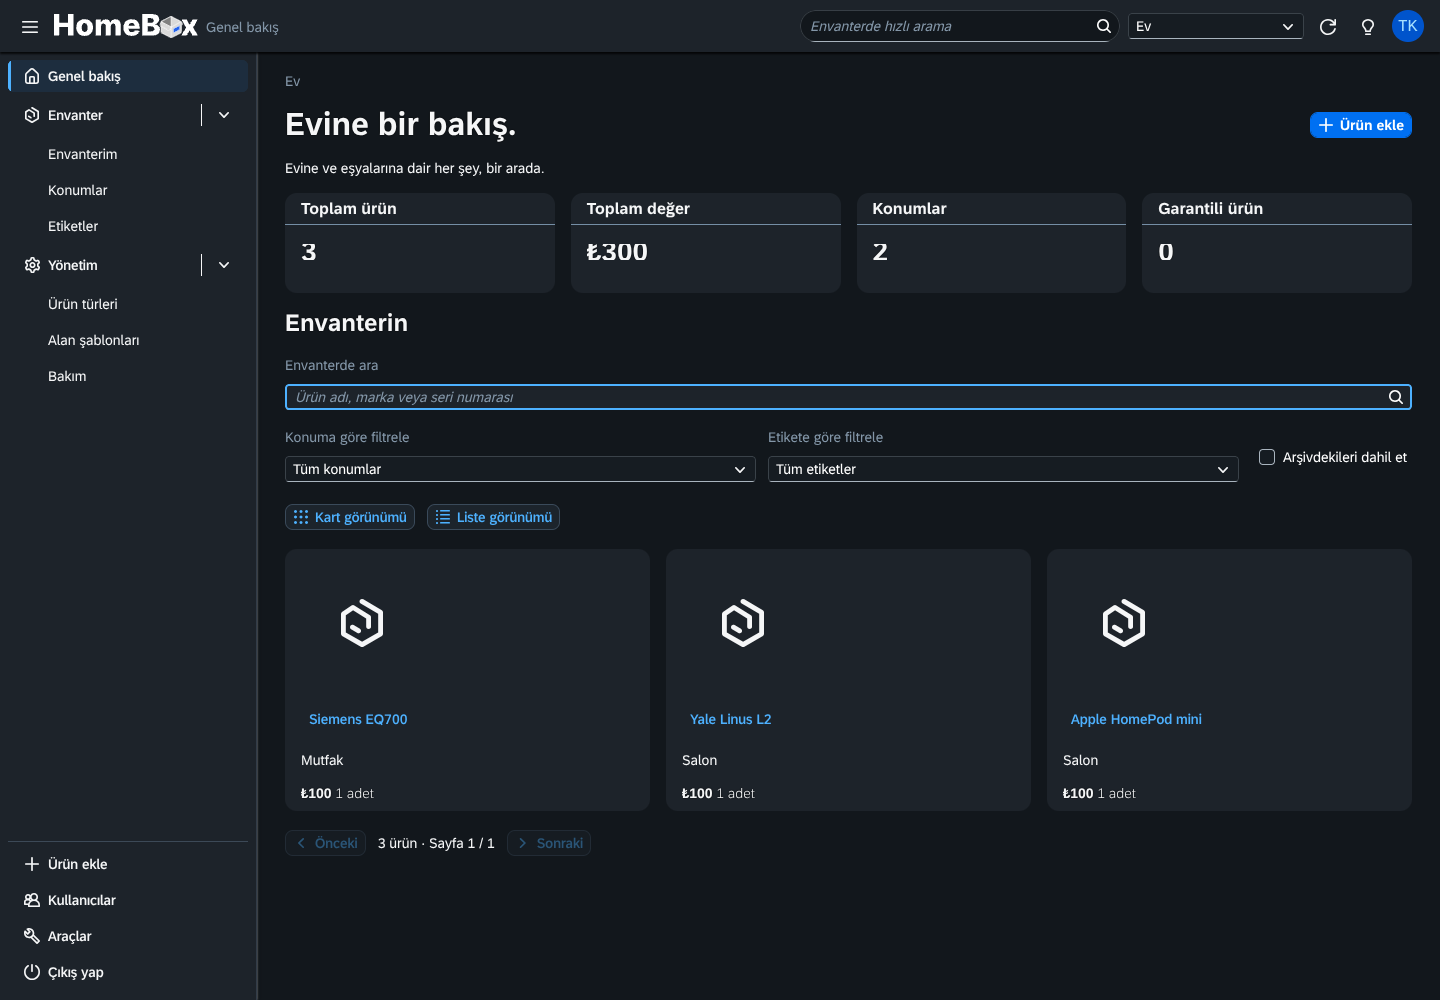 HomeBox Genel bakış
Envanterde hızlı arama
Ev
TK
Genel bakış
Envanter
Envanterim
Konumlar
Etiketler
Yönetim
Ürün türleri
Alan şablonları
Bakım
Ürün ekle
Kullanıcılar
Araçlar
Çıkış yap
Ev
Evine bir bakış.
Ürün ekle
Evine ve eşyalarına dair her şey, bir arada.
Toplam ürün
3
Toplam değer
₺300
Konumlar
2
Garantili ürün
0
Envanterin
Envanterde ara
Ürün adı, marka veya seri numarası
Konuma göre filtrele
Tüm konumlar
Etikete göre filtrele
Tüm etiketler
Arşivdekileri dahil et
Kart görünümü
Liste görünümü
Siemens EQ700
Mutfak
₺100 1 adet
Yale Linus L2
Salon
₺100 1 adet
Apple HomePod mini
Salon
₺100 1 adet
Önceki
3 ürün · Sayfa 1 / 1
Sonraki